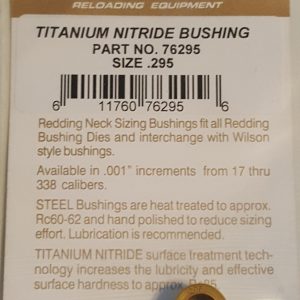 RELOADING EQUIPMENT
TITANIUM NITRIDE BUSHING
PART NO. 76295
SIZE .295
6 11760 76295 6
Redding Neck Sizing Bushings fit all Redding
Bushing Dies and interchange with Wilson
style bushings.
Available in .001" increments from 17 thru
338 calibers.
STEEL Bushings are heat treated to approx.
Rc60-62 and hand polished to reduce sizing
effort. Lubrication is recommended.
TITANIUM NITRIDE surface treatment tech-
nology increases the lubricity and effective
surface hardness to approx. Rc85.